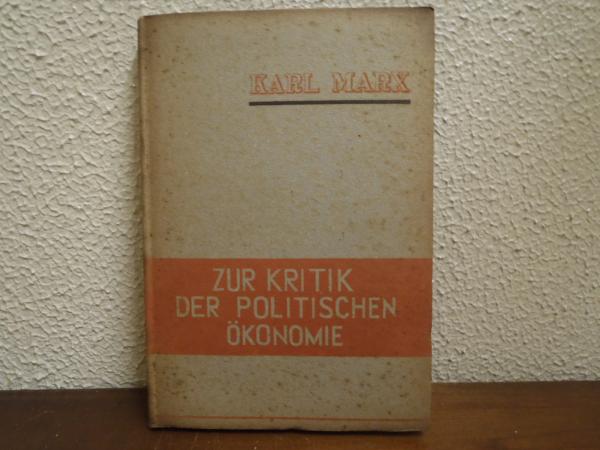 KARL MARX
ZUR KRITIK
DER POLITISCHEN
ÖKONOMIE